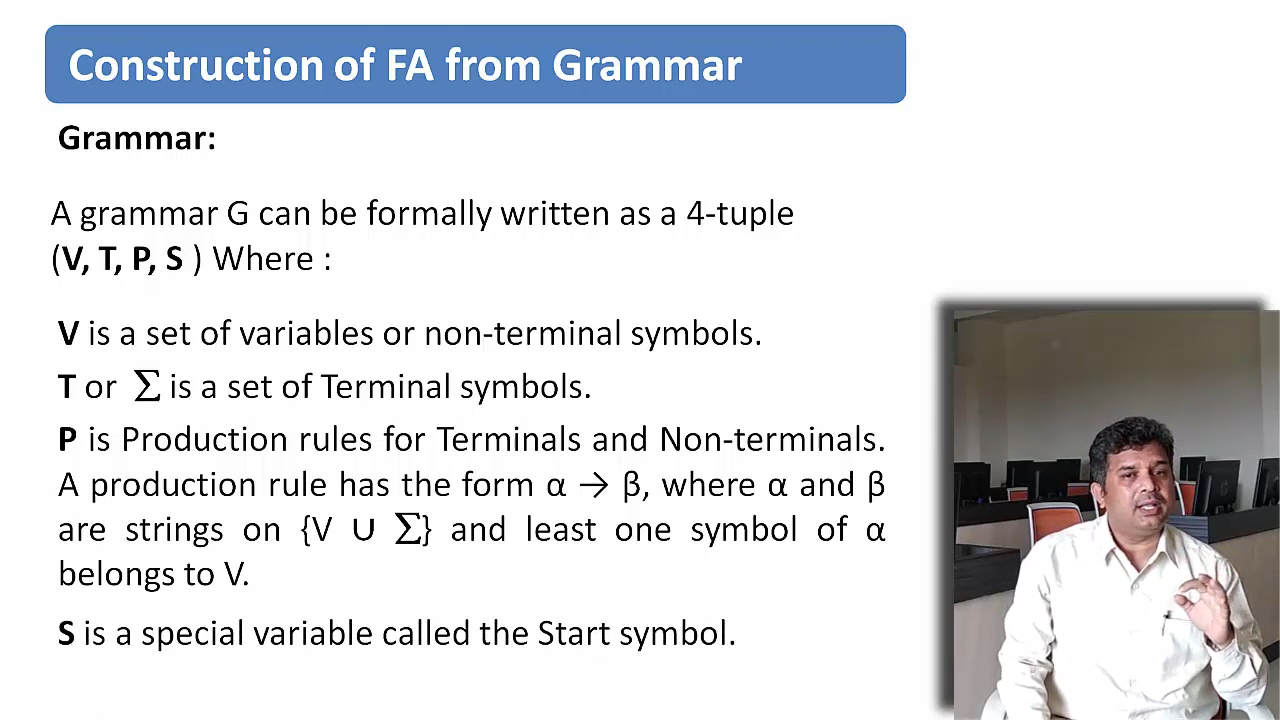 Construction of FA from Grammar
Grammar:
A grammar G can be formally written as a 4-tuple
(V, T, P, S ) Where :
V is a set of variables or non-terminal symbols.
T or ∑ is a set of Terminal symbols.
P is Production rules for Terminals and Non-terminals.
A production rule has the form α → β, where α and β
are strings on {V ∪ ∑} and least one symbol of α
belongs to V.
S is a special variable called the Start symbol.